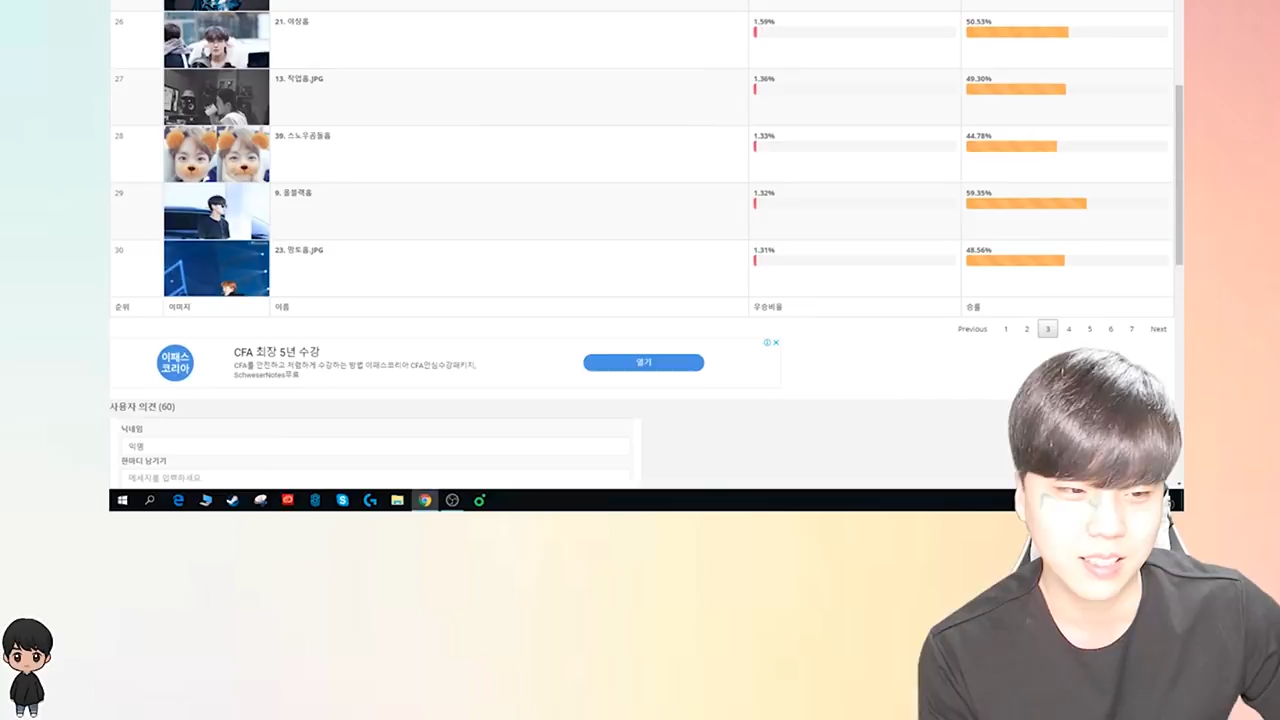 26
21. 이상홉
1.59%
50.53%
27
13. 작업홉.JPG
1.36%
49.30%
28
39. 스노우곰돌홉
1.33%
44.78%
29
9. 올블랙홉
1.32%
59.35%
30
23. 망토홉.JPG
1.31%
48.56%
순위
이미지
이름
우승비율
승률
Previous 1 2 3 4 5 6 7 Next
이패스
코리아
CFA 최장 5년 수강
CFA를 안전하고 저렴하게 수강하는 방법 이패스코리아 CFA안심수강패키지,
SchweserNotes무료
열기
사용자 의견 (60)
닉네임
익명
한마디 남기기
메세지를 입력하세요.